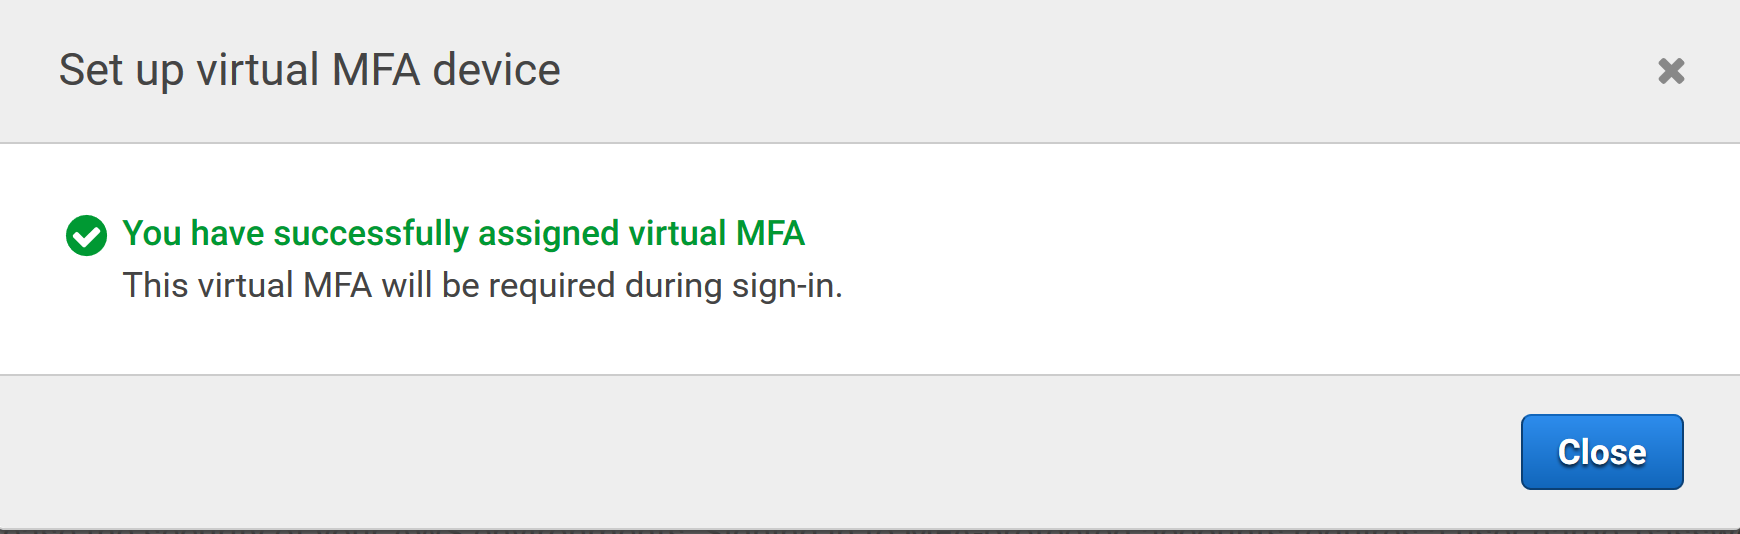 Set up virtual MFA device
You have successfully assigned virtual MFA
This virtual MFA will be required during sign-in.
Close